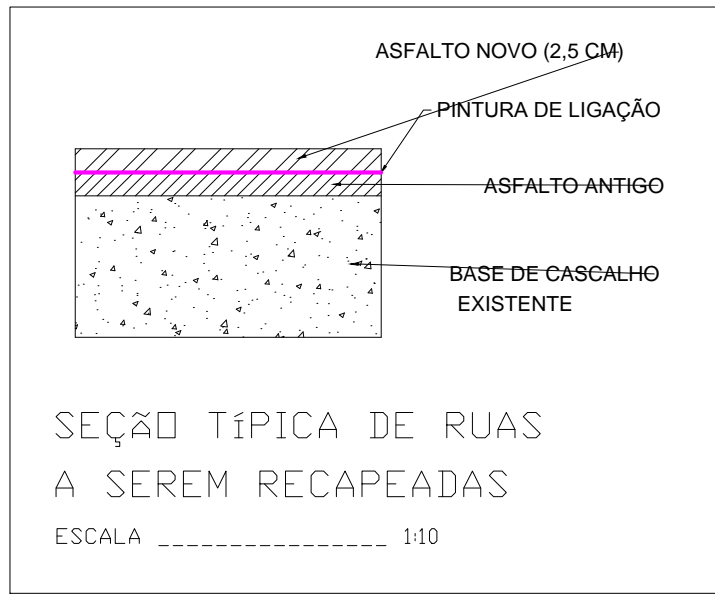 ASFALTO NOVO (2,5 CM)
PINTURA DE LIGAÇÃO
ASFALTO ANTIGO
BASE DE CASCALHO
EXISTENTE
SEÇÃO TíPICA DE RUAS
A SEREM RECAPEADAS
ESCALA ________________ 1:10